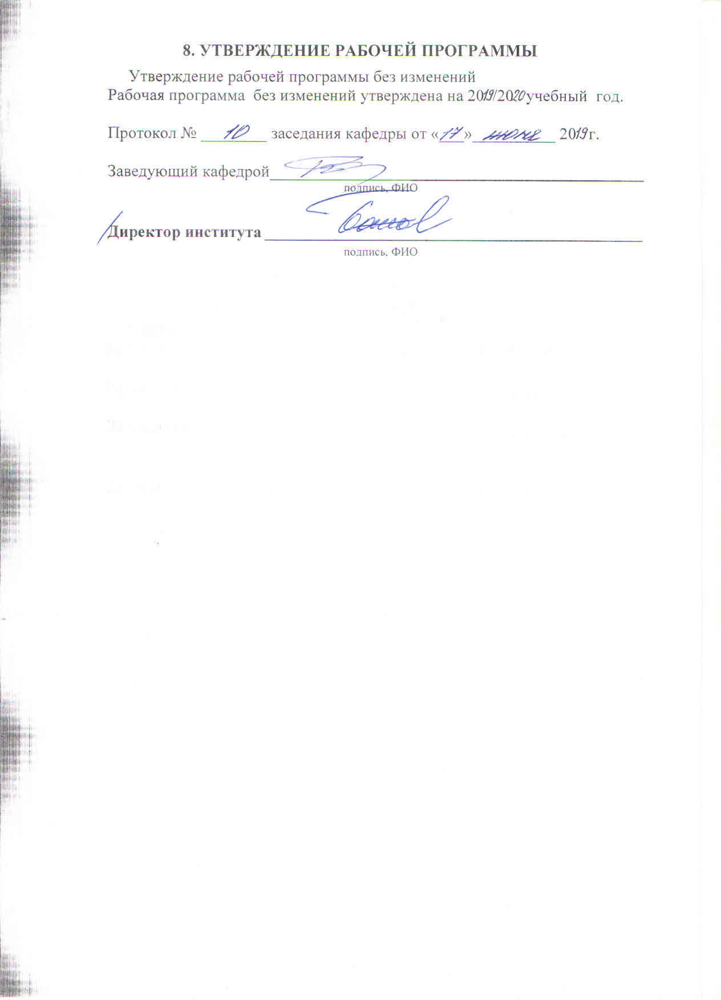 8. УТВЕРЖДЕНИЕ РАБОЧЕЙ ПРОГРАММЫ
Утверждение рабочей программы без изменений
Рабочая программа без изменений утверждена на 2019/2020 учебный год.
Протокол № 10 заседания кафедры от «17» июня 2019г.
Заведующий кафедрой
подпись, ФИО
Директор института
подпись, ФИО